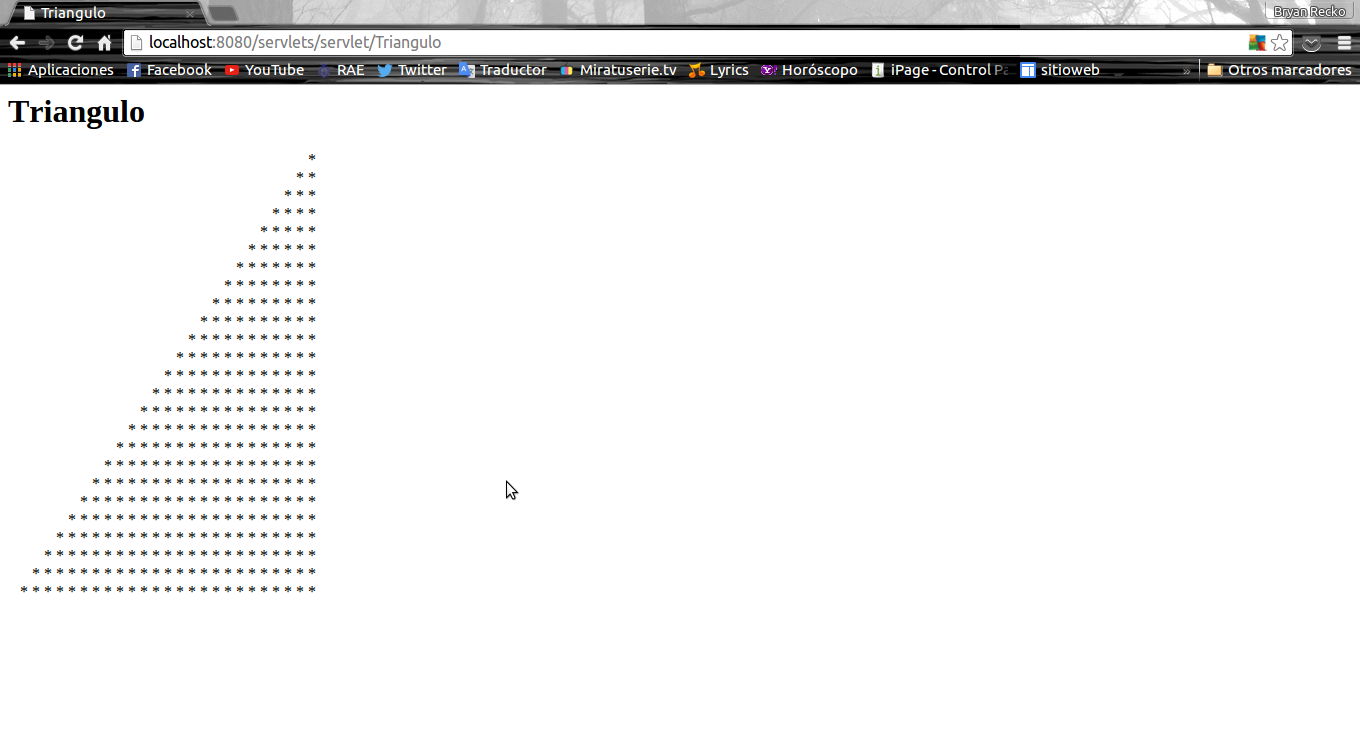 Triangulo
Bryan Recko
localhost:8080/servlets/servlet/Triangulo
Aplicaciones Facebook YouTube RAE Twitter Traductor Miratuserie.tv Lyrics Horóscopo iPage - Control Pa sitioweb » Otros marcadores
Triangulo
*
* *
* * *
* * * *
* * * * *
* * * * * *
* * * * * * *
* * * * * * * *
* * * * * * * * *
* * * * * * * * * *
* * * * * * * * * * *
* * * * * * * * * * * *
* * * * * * * * * * * * *
* * * * * * * * * * * * * *
* * * * * * * * * * * * * * *
* * * * * * * * * * * * * * * *
* * * * * * * * * * * * * * * * *
* * * * * * * * * * * * * * * * * *
* * * * * * * * * * * * * * * * * * *
* * * * * * * * * * * * * * * * * * * *
* * * * * * * * * * * * * * * * * * * * *
* * * * * * * * * * * * * * * * * * * * * *
* * * * * * * * * * * * * * * * * * * * * * *
* * * * * * * * * * * * * * * * * * * * * * * *
* * * * * * * * * * * * * * * * * * * * * * * * *